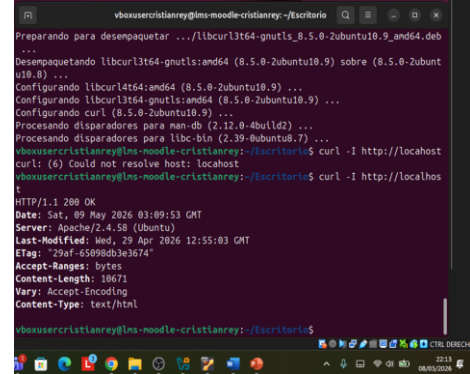 vboxusercristianrey@lms-moodle-cristianrey: ~/Escritorio
Preparando para desempaquetar .../libcurl3t64-gnutls_8.5.0-2ubuntu10.9_amd64.deb
...
Desempaquetando libcurl3t64-gnutls:amd64 (8.5.0-2ubuntu10.9) sobre (8.5.0-2ubunt
u10.8) ...
Configurando libcurl4t64:amd64 (8.5.0-2ubuntu10.9) ...
Configurando libcurl3t64-gnutls:amd64 (8.5.0-2ubuntu10.9) ...
Configurando curl (8.5.0-2ubuntu10.9) ...
Procesando disparadores para man-db (2.12.0-4build2) ...
Procesando disparadores para libc-bin (2.39-0ubuntu8.7) ...
vboxusercristianrey@lms-moodle-cristianrey:~/Escritorio$ curl -I http://locahost
curl: (6) Could not resolve host: locahost
vboxusercristianrey@lms-moodle-cristianrey:~/Escritorio$ curl -I http://localhos
t
HTTP/1.1 200 OK
Date: Sat, 09 May 2026 03:09:53 GMT
Server: Apache/2.4.58 (Ubuntu)
Last-Modified: Wed, 29 Apr 2026 12:55:03 GMT
ETag: "29af-65098db3e3674"
Accept-Ranges: bytes
Content-Length: 10671
Vary: Accept-Encoding
Content-Type: text/html
vboxusercristianrey@lms-moodle-cristianrey:~/Escritorio$
CTRL DERECH
22:13
08/05/2026